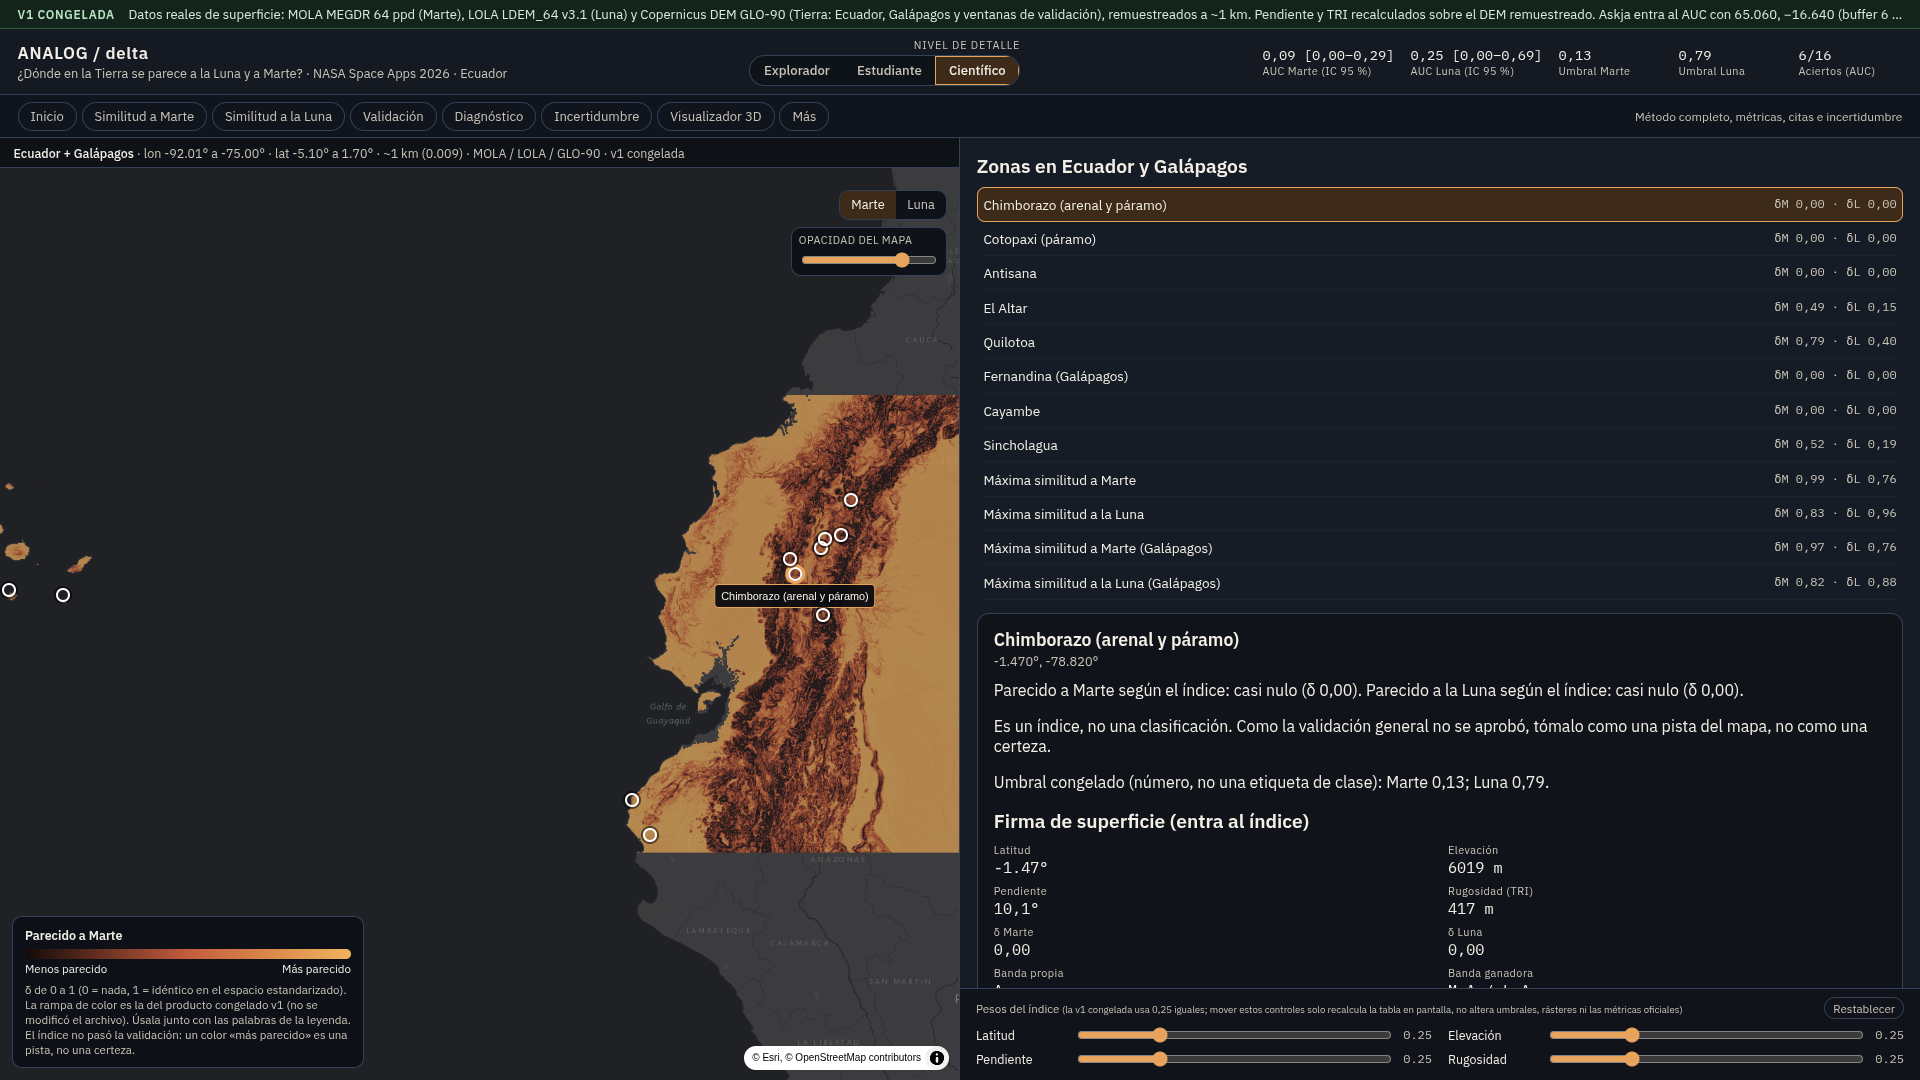 V1 CONGELADA Datos reales de superficie: MOLA MEGDR 64 ppd (Marte), LOLA LDEM_64 v3.1 (Luna) y Copernicus DEM GLO-90 (Tierra: Ecuador, Galápagos y ventanas de validación), remuestreados a ~1 km. Pendiente y TRI recalculados sobre el DEM remuestreado. Askja entra al AUC con 65.060, −16.640 (buffer 6 ...
ANALOG / delta
¿Dónde en la Tierra se parece a la Luna y a Marte? · NASA Space Apps 2026 · Ecuador
NIVEL DE DETALLE
Explorador Estudiante Científico
0,09 [0,00–0,29] 0,25 [0,00–0,69] 0,13 0,79 6/16
AUC Marte (IC 95 %) AUC Luna (IC 95 %) Umbral Marte Umbral Luna Aciertos (AUC)
Inicio Similitud a Marte Similitud a la Luna Validación Diagnóstico Incertidumbre Visualizador 3D Más
Método completo, métricas, citas e incertidumbre
Ecuador + Galápagos · lon -92.01° a -75.00° · lat -5.10° a 1.70° · ~1 km (0.009) · MOLA / LOLA / GLO-90 · v1 congelada
Marte Luna
OPACIDAD DEL MAPA
CAUCA
Chimborazo (arenal y páramo)
Golfo de
Guayaquil
AMAZONAS
LAMBAYEQUE
CAJAMARCA
SAN MARTIN
LA LIBERTAD
Parecido a Marte
Menos parecido Más parecido
δ de 0 a 1 (0 = nada, 1 = idéntico en el espacio estandarizado).
La rampa de color es la del producto congelado v1 (no se
modificó el archivo). Úsala junto con las palabras de la leyenda.
El índice no pasó la validación: un color «más parecido» es una
pista, no una certeza.
© Esri, © OpenStreetMap contributors
Zonas en Ecuador y Galápagos
Chimborazo (arenal y páramo) δM 0,00 · δL 0,00
Cotopaxi (páramo) δM 0,00 · δL 0,00
Antisana δM 0,00 · δL 0,00
El Altar δM 0,49 · δL 0,15
Quilotoa δM 0,79 · δL 0,40
Fernandina (Galápagos) δM 0,00 · δL 0,00
Cayambe δM 0,00 · δL 0,00
Sincholagua δM 0,52 · δL 0,19
Máxima similitud a Marte δM 0,99 · δL 0,76
Máxima similitud a la Luna δM 0,83 · δL 0,96
Máxima similitud a Marte (Galápagos) δM 0,97 · δL 0,76
Máxima similitud a la Luna (Galápagos) δM 0,82 · δL 0,88
Chimborazo (arenal y páramo)
-1.470°, -78.820°
Parecido a Marte según el índice: casi nulo (δ 0,00). Parecido a la Luna según el índice: casi nulo (δ 0,00).
Es un índice, no una clasificación. Como la validación general no se aprobó, tómalo como una pista del mapa, no como una
certeza.
Umbral congelado (número, no una etiqueta de clase): Marte 0,13; Luna 0,79.
Firma de superficie (entra al índice)
Latitud Elevación
-1.47° 6019 m
Pendiente Rugosidad (TRI)
10,1° 417 m
δ Marte δ Luna
0,00 0,00
Banda propia Banda ganadora
Pesos del índice (la v1 congelada usa 0,25 iguales; mover estos controles solo recalcula la tabla en pantalla, no altera umbrales, rásteres ni las métricas oficiales) Restablecer
Latitud 0.25 Elevación 0.25
Pendiente 0.25 Rugosidad 0.25